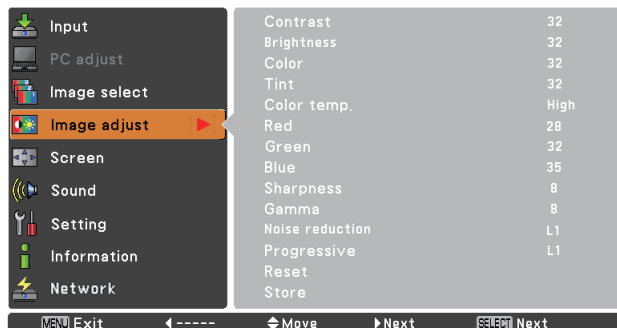 Input
PC adjust
Image select
Image adjust
Screen
Sound
Setting
Information
Network
Contrast 32
Brightness 32
Color 32
Tint 32
Color temp. High
Red 28
Green 32
Blue 35
Sharpness 8
Gamma 8
Noise reduction L1
Progressive L1
Reset
Store
MENU Exit ◀ ----- Move ▶ Next SELECT Next